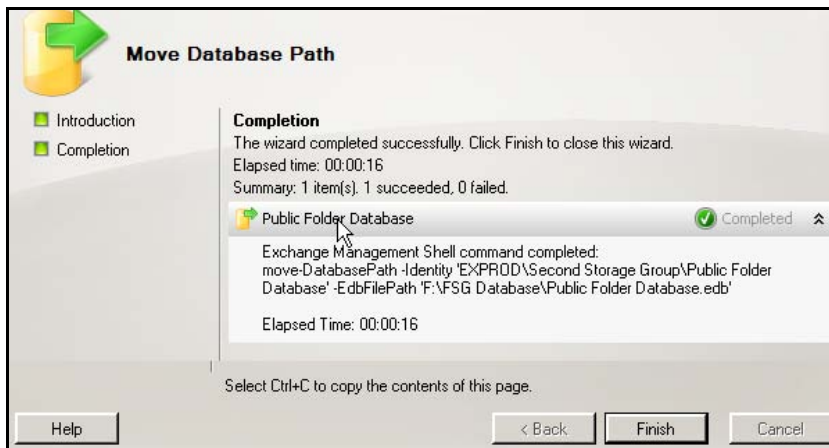 Move Database Path
Introduction
Completion
Completion
The wizard completed successfully. Click Finish to close this wizard.
Elapsed time: 00:00:16
Summary: 1 item(s). 1 succeeded, 0 failed.
Public Folder Database
Completed
Exchange Management Shell command completed:
move-DatabasePath -Identity 'EXPROD\Second Storage Group\Public Folder
Database' -EdbFilePath 'F:\FSG Database\Public Folder Database.edb'
Elapsed Time: 00:00:16
Select Ctrl+C to copy the contents of this page.
Help
< Back
Finish
Cancel